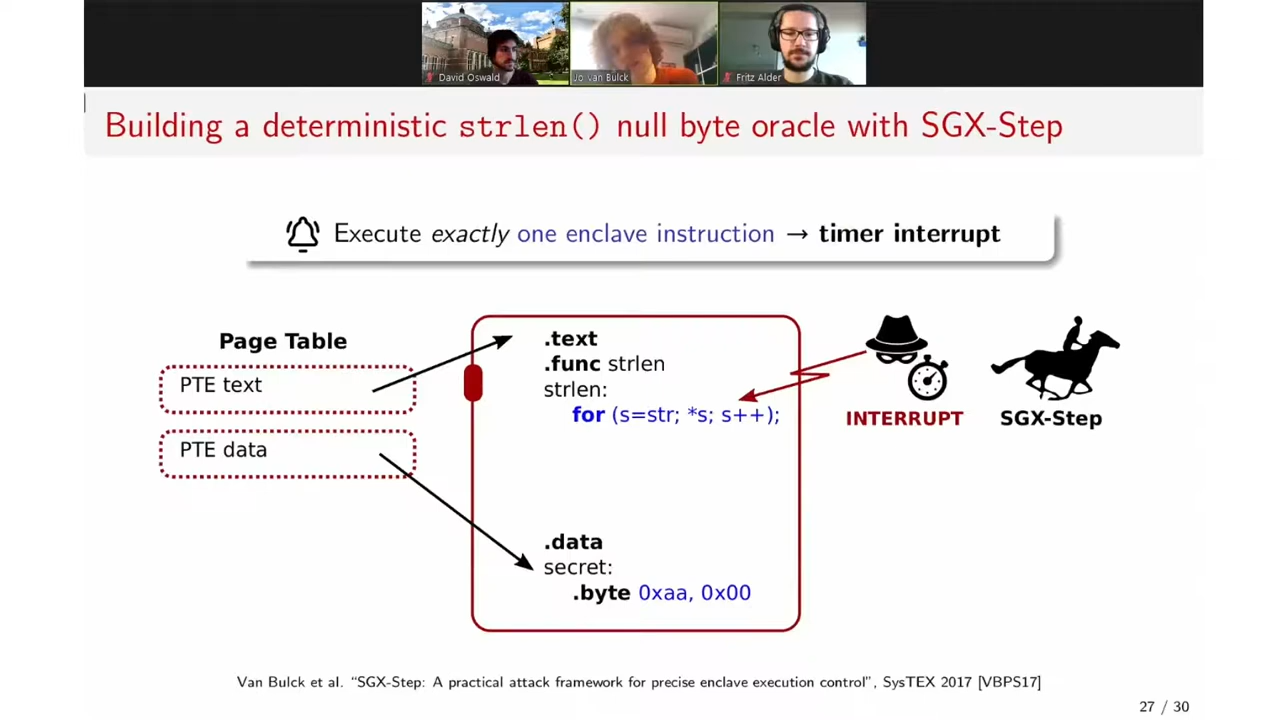 David Oswald
Jo Van Bulck
Fritz Alder
Building a deterministic strlen() null byte oracle with SGX-Step
Execute exactly one enclave instruction → timer interrupt
Page Table
PTE text
PTE data
.text
.func strlen
strlen:
for (s=str; *s; s++);
.data
secret:
.byte 0xaa, 0x00
INTERRUPT
SGX-Step
Van Bulck et al. “SGX-Step: A practical attack framework for precise enclave execution control”, SysTEX 2017 [VBPS17]
27 / 30